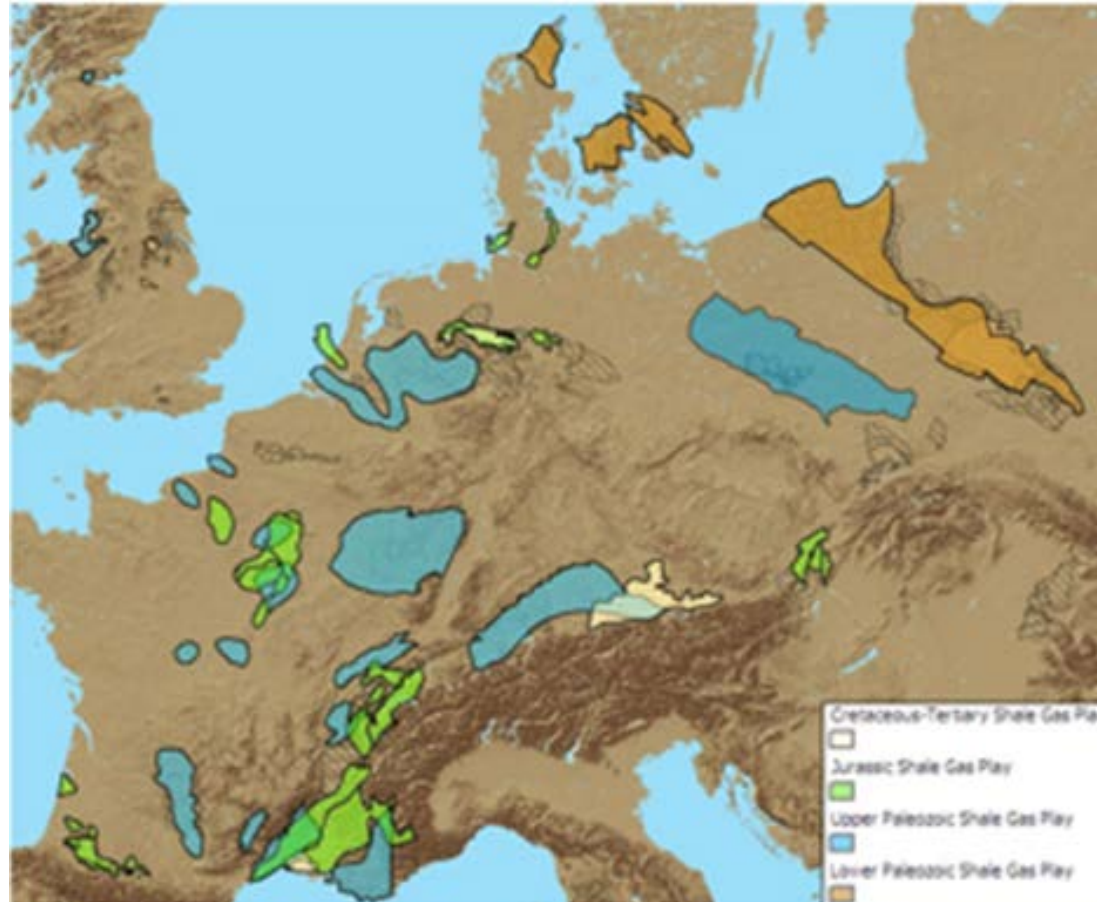 Cretaceous-Tertiary Shale Gas Pla
Jurassic Shale Gas Play
Upper Paleozoic Shale Gas Play
Lower Paleozoic Shale Gas Play